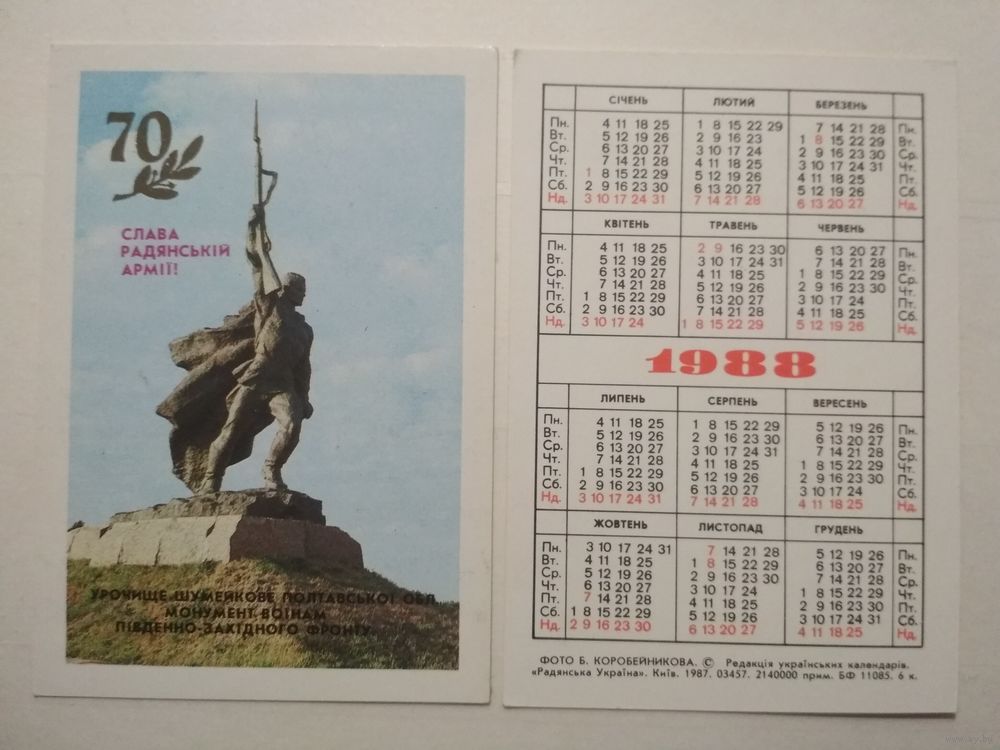 70
СЛАВА
РАДЯНСЬКІЙ
АРМІЇ!
УРОЧИЩЕ ШУМЕЙКОВЕ ПОЛТАВСЬКОЇ ОБЛ.
МОНУМЕНТ ВОЇНАМ
ПІВДЕННО-ЗАХІДНОГО ФРОНТУ
СІЧЕНЬ ЛЮТИЙ БЕРЕЗЕНЬ
Пн. 4 11 18 25 1 8 15 22 29 7 14 21 28 Пн.
Вт. 5 12 19 26 2 9 16 23 1 8 15 22 29 Вт.
Ср. 6 13 20 27 3 10 17 24 2 9 16 23 30 Ср.
Чт. 7 14 21 28 4 11 18 25 3 10 17 24 31 Чт.
Пт. 1 8 15 22 29 5 12 19 26 4 11 18 25 Пт.
Сб. 2 9 16 23 30 6 13 20 27 5 12 19 26 Сб.
Нд. 3 10 17 24 31 7 14 21 28 6 13 20 27 Нд.
КВІТЕНЬ ТРАВЕНЬ ЧЕРВЕНЬ
Пн. 4 11 18 25 2 9 16 23 30 6 13 20 27 Пн.
Вт. 5 12 19 26 3 10 17 24 31 7 14 21 28 Вт.
Ср. 6 13 20 27 4 11 18 25 1 8 15 22 29 Ср.
Чт. 7 14 21 28 5 12 19 26 2 9 16 23 30 Чт.
Пт. 1 8 15 22 29 6 13 20 27 3 10 17 24 Пт.
Сб. 2 9 16 23 30 7 14 21 28 4 11 18 25 Сб.
Нд. 3 10 17 24 1 8 15 22 29 5 12 19 26 Нд.
1988
ЛИПЕНЬ СЕРПЕНЬ ВЕРЕСЕНЬ
Пн. 4 11 18 25 1 8 15 22 29 5 12 19 26 Пн.
Вт. 5 12 19 26 2 9 16 23 30 6 13 20 27 Вт.
Ср. 6 13 20 27 3 10 17 24 31 7 14 21 28 Ср.
Чт. 7 14 21 28 4 11 18 25 1 8 15 22 29 Чт.
Пт. 1 8 15 22 29 5 12 19 26 2 9 16 23 30 Пт.
Сб. 2 9 16 23 30 6 13 20 27 3 10 17 24 Сб.
Нд. 3 10 17 24 31 7 14 21 28 4 11 18 25 Нд.
ЖОВТЕНЬ ЛИСТОПАД ГРУДЕНЬ
Пн. 3 10 17 24 31 7 14 21 28 5 12 19 26 Пн.
Вт. 4 11 18 25 1 8 15 22 29 6 13 20 27 Вт.
Ср. 5 12 19 26 2 9 16 23 30 7 14 21 28 Ср.
Чт. 6 13 20 27 3 10 17 24 1 8 15 22 29 Чт.
Пт. 7 14 21 28 4 11 18 25 2 9 16 23 30 Пт.
Сб. 1 8 15 22 29 5 12 19 26 3 10 17 24 31 Сб.
Нд. 2 9 16 23 30 6 13 20 27 4 11 18 25 Нд.
ФОТО Б. КОРОБЕЙНИКОВА. © Редакція українських календарів.
«Радянська Україна». Київ. 1987. 03457. 2140000 прим. БФ 11085. 6 к.